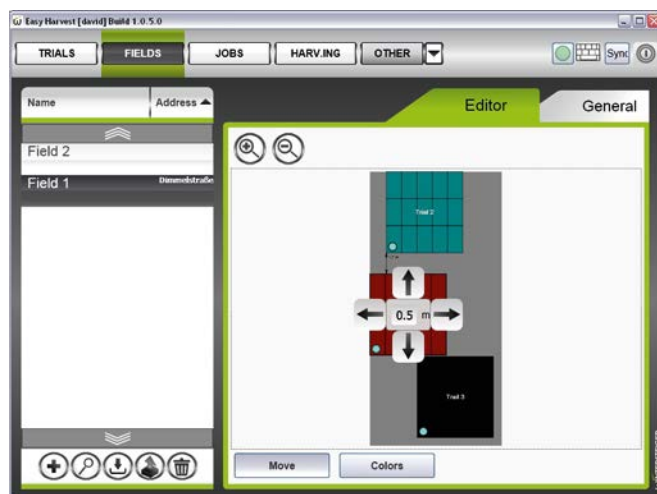 Easy Harvest [david] Build 1.0.5.0
TRIALS FIELDS JOBS HARV.ING OTHER Sync
Name Address
Editor General
Field 2
Field 1 Dimmelstraße
Trail 2
0.5 m
Trail 3
Move Colors